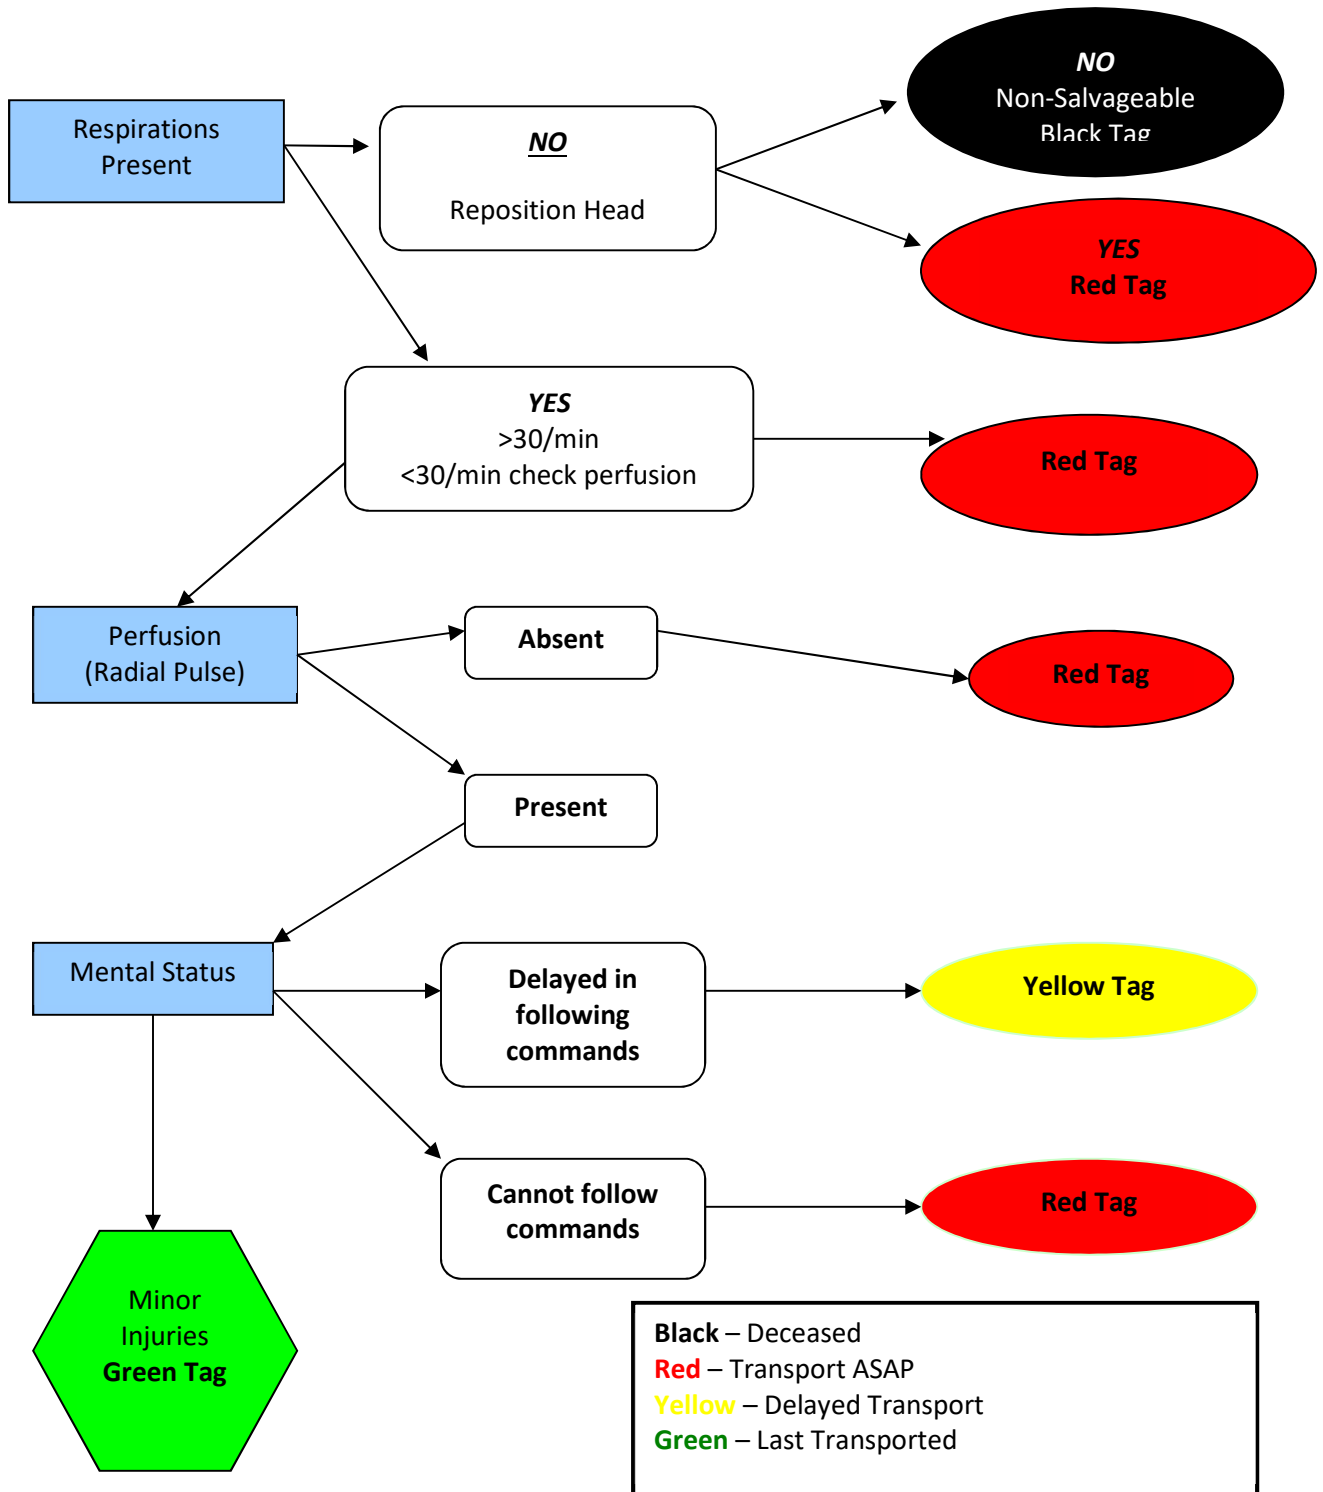 Respirations
Present
NO
Reposition Head
NO
Non-Salvageable
Black Tag
YES
Red Tag
YES
>30/min
<30/min check perfusion
Red Tag
Perfusion
(Radial Pulse)
Absent
Red Tag
Present
Mental Status
Delayed in
following
commands
Yellow Tag
Cannot follow
commands
Red Tag
Minor
Injuries
Green Tag
Black – Deceased
Red – Transport ASAP
Yellow – Delayed Transport
Green – Last Transported